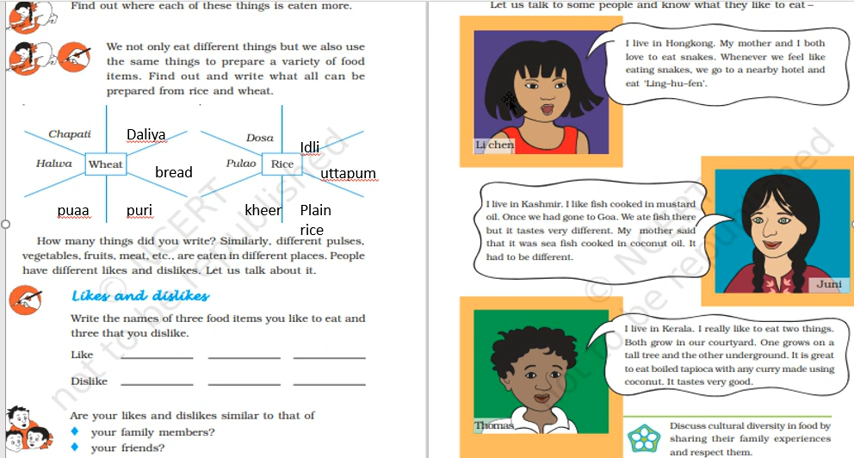 Find out where each of these things is eaten more.
We not only eat different things but we also use
the same things to prepare a variety of food
items. Find out and write what all can be
prepared from rice and wheat.
Chapati
Daliya
Halwa
Wheat
bread
puaa
puri
Dosa
Idli
Pulao
Rice
uttapum
kheer
Plain
rice
How many things did you write? Similarly, different pulses,
vegetables, fruits, meat, etc., are eaten in different places. People
have different likes and dislikes. Let us talk about it.
Likes and dislikes
Write the names of three food items you like to eat and
three that you dislike.
Like
Dislike
Are your likes and dislikes similar to that of
your family members?
your friends?
Let us talk to some people and know what they like to eat –
I live in Hongkong. My mother and I both
love to eat snakes. Whenever we feel like
eating snakes, we go to a nearby hotel and
eat ‘Ling–hu–fen’.
Li chen
I live in Kashmir. I like fish cooked in mustard
oil. Once we had gone to Goa. We ate fish there
but it tastes very different. My mother said
that it was sea fish cooked in coconut oil. It
had to be different.
Juni
I live in Kerala. I really like to eat two things.
Both grow in our courtyard. One grows on a
tall tree and the other underground. It is great
to eat boiled tapioca with any curry made using
coconut. It tastes very good.
Thomas
Discuss cultural diversity in food by
sharing their family experiences
and respect them.
© NCERT
not to be republished
© NCERT
not to be republished